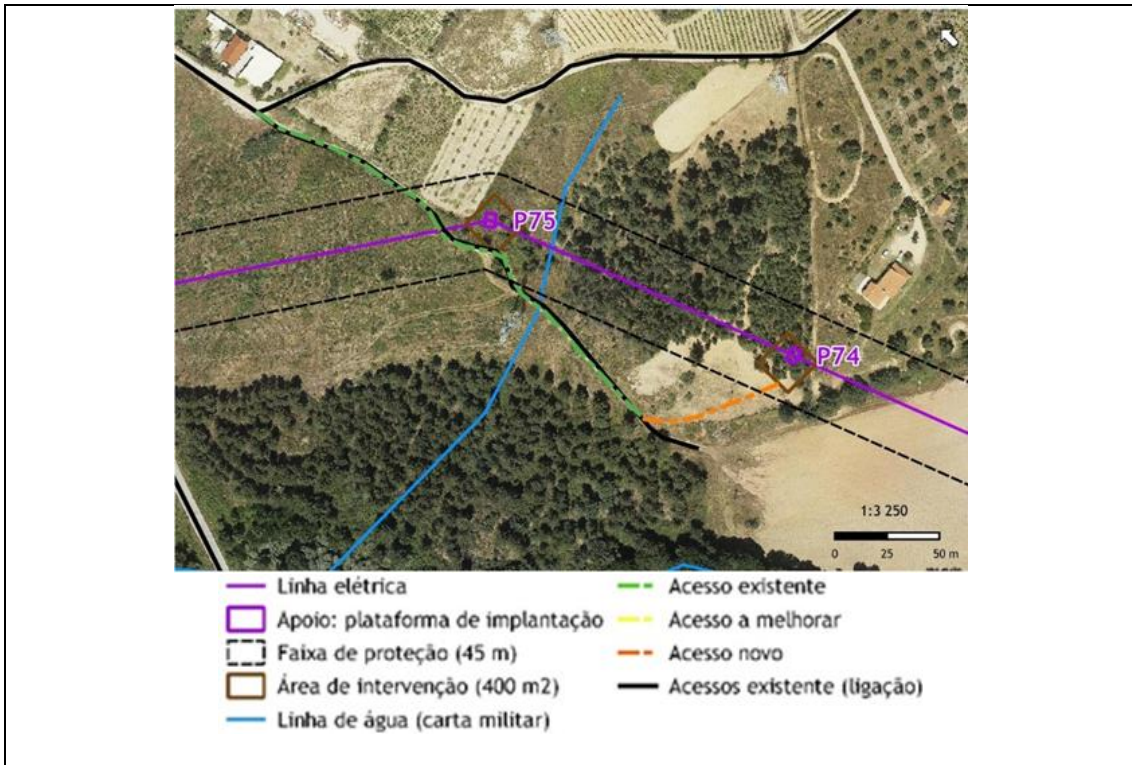 P75
P74
1:3 250
0 25 50 m
Linha elétrica
Apoio: plataforma de implantação
Faixa de proteção (45 m)
Área de intervenção (400 m2)
Linha de água (carta militar)
Acesso existente
Acesso a melhorar
Acesso novo
Acessos existente (ligação)